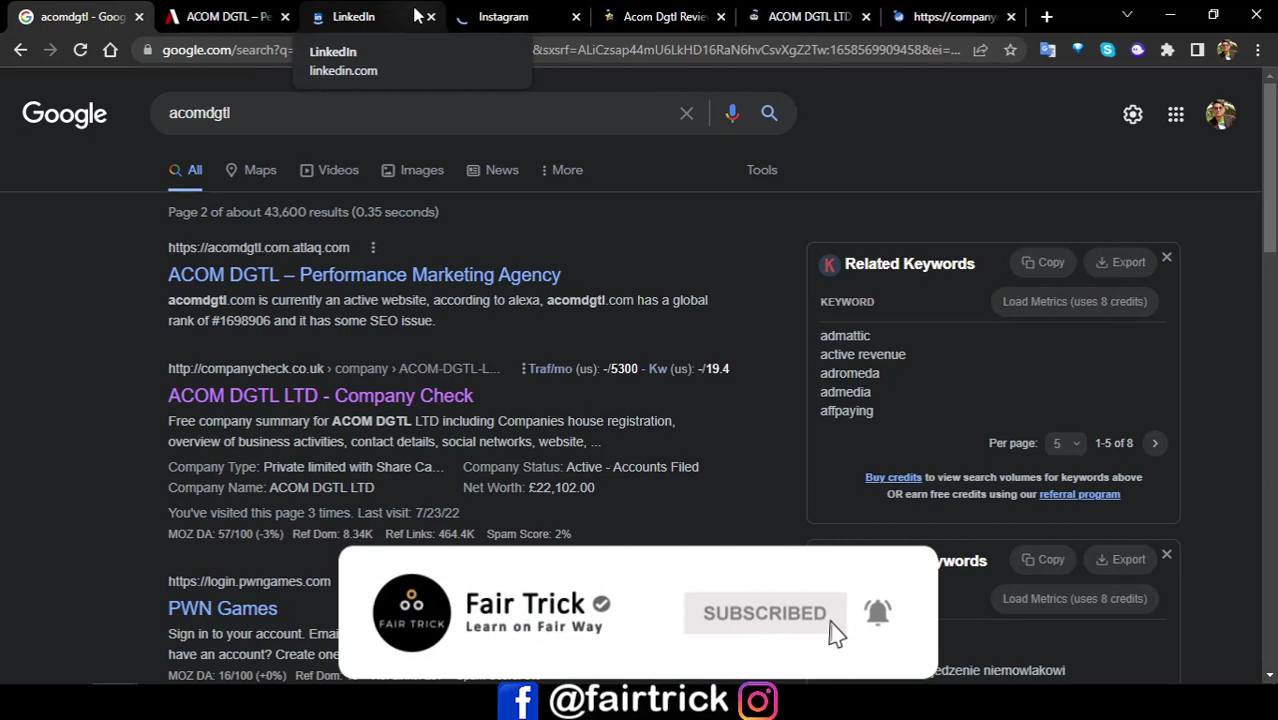 acomdgtl - Goog
ACOM DGTL – Pe
LinkedIn
Instagram
Acom Dgtl Revie
ACOM DGTL LTD
https://company
google.com/search?q=
&sxsrf=ALiCzsap44mU6LkHD16RaN6hvCsvXgZ2Tw:1658569909458&ei=...
LinkedIn
linkedin.com
Google
acomdgtl
All
Maps
Videos
Images
News
More
Tools
Page 2 of about 43,600 results (0.35 seconds)
https://acomdgtl.com.atlaq.com
ACOM DGTL – Performance Marketing Agency
acomdgtl.com is currently an active website, according to alexa, acomdgtl.com has a global
rank of #1698906 and it has some SEO issue.
http://companycheck.co.uk › company › ACOM-DGTL-L...
Traf/mo (us): -/5300 - Kw (us): -/19.4
ACOM DGTL LTD - Company Check
Free company summary for ACOM DGTL LTD including Companies house registration,
overview of business activities, contact details, social networks, website, ...
Company Type: Private limited with Share Ca... Company Status: Active - Accounts Filed
Company Name: ACOM DGTL LTD Net Worth: £22,102.00
You've visited this page 3 times. Last visit: 7/23/22
MOZ DA: 57/100 (-3%) Ref Dom: 8.34K Ref Links: 464.4K Spam Score: 2%
https://login.pwngames.com
PWN Games
Sign in to your account. Emai
have an account? Create one
MOZ DA: 16/100 (+0%) Ref
Related Keywords
Copy
Export
KEYWORD
Load Metrics (uses 8 credits)
admattic
active revenue
adromeda
admedia
affpaying
Per page: 5 1-5 of 8
Buy credits to view search volumes for keywords above
OR earn free credits using our referral program
ywords
Copy
Export
Load Metrics (uses 8 credits)
edzenie niemowlakowi
FAIR TRICK
Fair Trick
Learn on Fair Way
SUBSCRIBED
@fairtrick